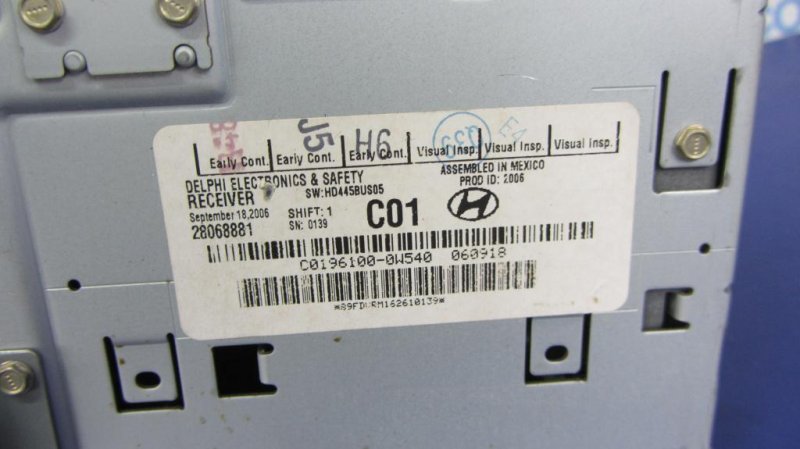 J5 H6
Early Cont. Early Cont. Early Cont. Visual Insp. Visual Insp. Visual Insp.
DELPHI ELECTRONICS & SAFETY ASSEMBLED IN MEXICO
RECEIVER SW:HD445BUS05 PROD ID: 2006
September 18,2006 SHIFT: 1 C01
28068881 SN: 0139
C0196100-0W540 060918